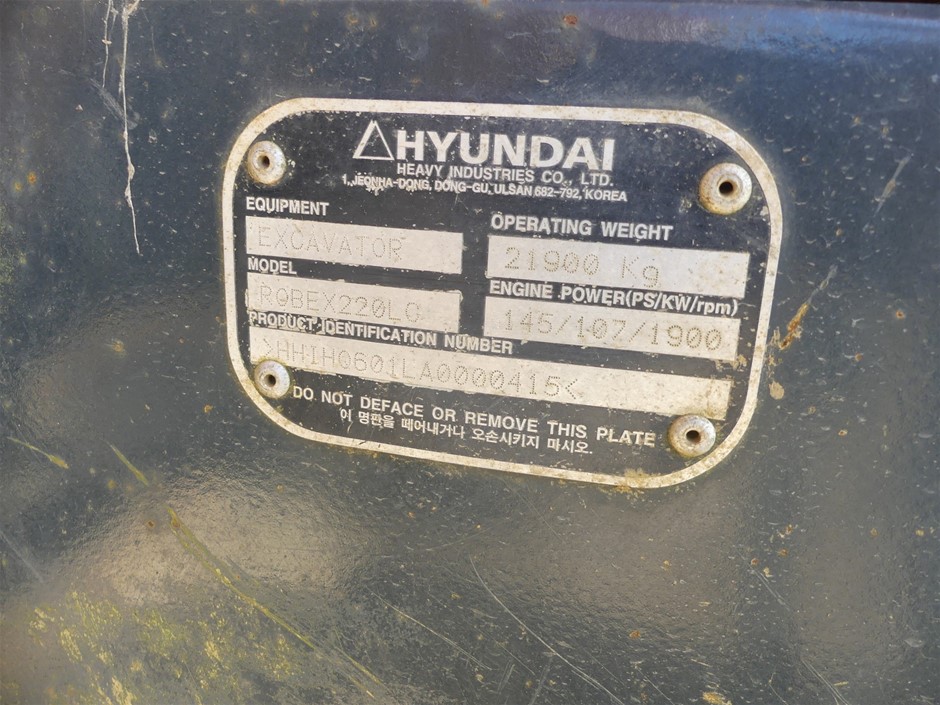 HYUNDAI
HEAVY INDUSTRIES CO., LTD.
1, JEONHA-DONG, DONG-GU, ULSAN 682-792, KOREA
EQUIPMENT
EXCAVATOR
OPERATING WEIGHT
21900 Kg
MODEL
ROBEX220LC
ENGINE POWER(PS/KW/rpm)
145/107/1900
PRODUCT IDENTIFICATION NUMBER
>HHIHQ601LA0000415<
DO NOT DEFACE OR REMOVE THIS PLATE
이 명판을 떼어내거나 오손시키지 마시오.